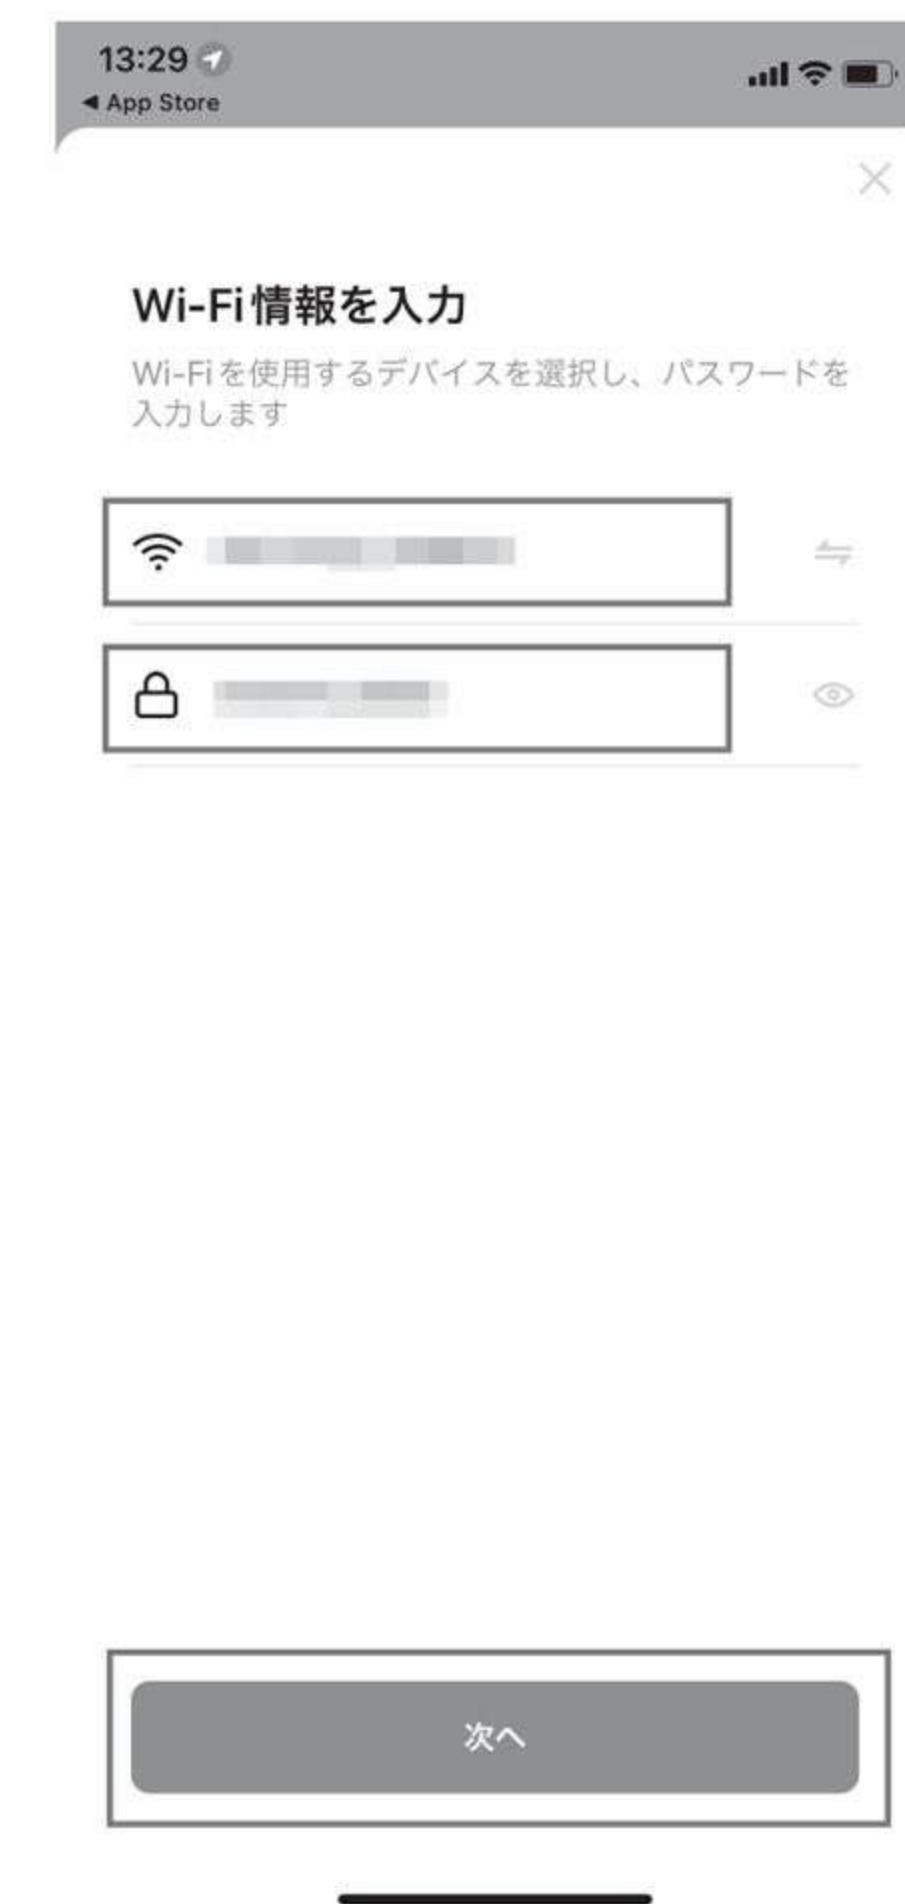 13:29
◀ App Store
Wi-Fi情報を入力
Wi-Fiを使用するデバイスを選択し、パスワードを
入力します
次へ